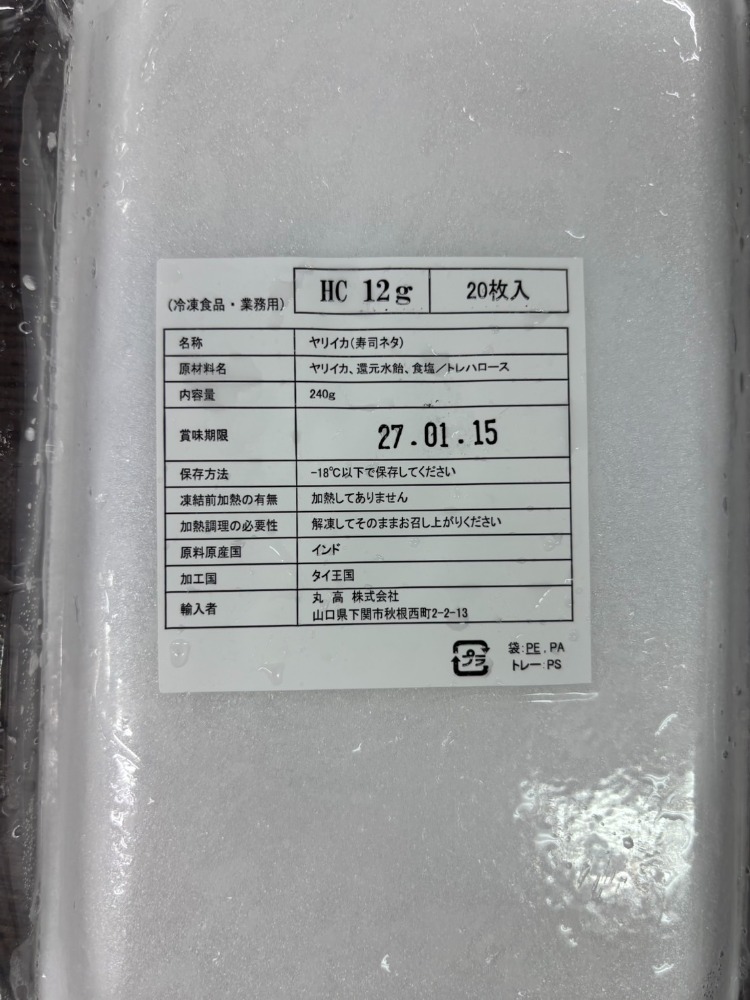 (冷凍食品・業務用) HC 12g 20枚入
名称 ヤリイカ(寿司ネタ)
原材料名 ヤリイカ、還元水飴、食塩／トレハロース
内容量 240g
賞味期限 27.01.15
保存方法 -18℃以下で保存してください
凍結前加熱の有無 加熱してありません
加熱調理の必要性 解凍してそのままお召し上がりください
原料原産国 インド
加工国 タイ王国
輸入者 丸 高 株式会社
山口県下関市秋根西町2-2-13
プラ 袋:PE,PA
トレー:PS